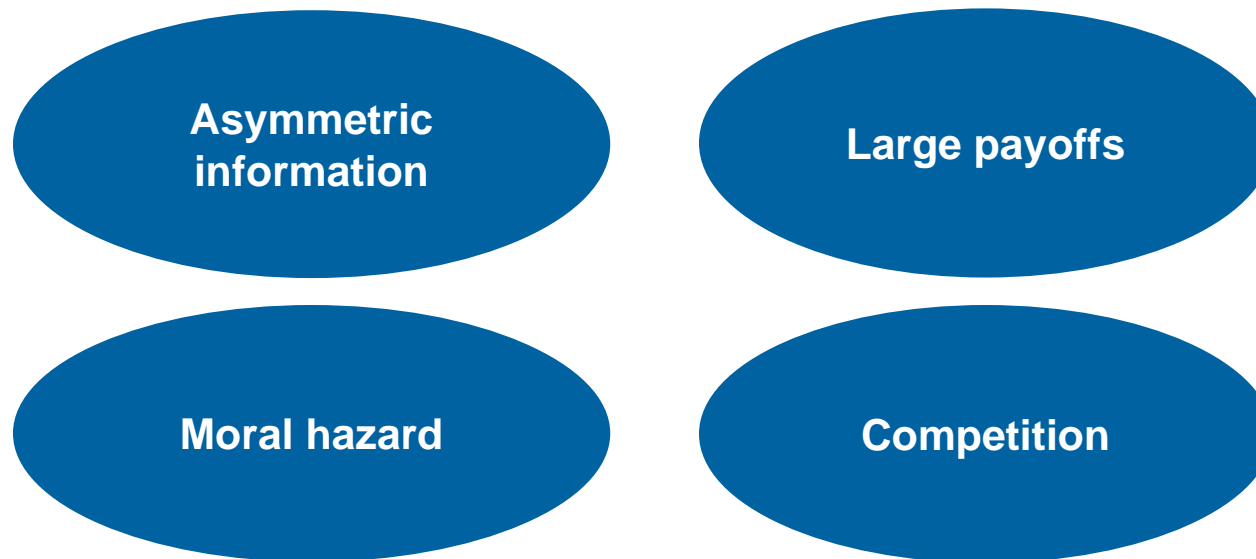 Asymmetric
information
Large payoffs
Moral hazard
Competition